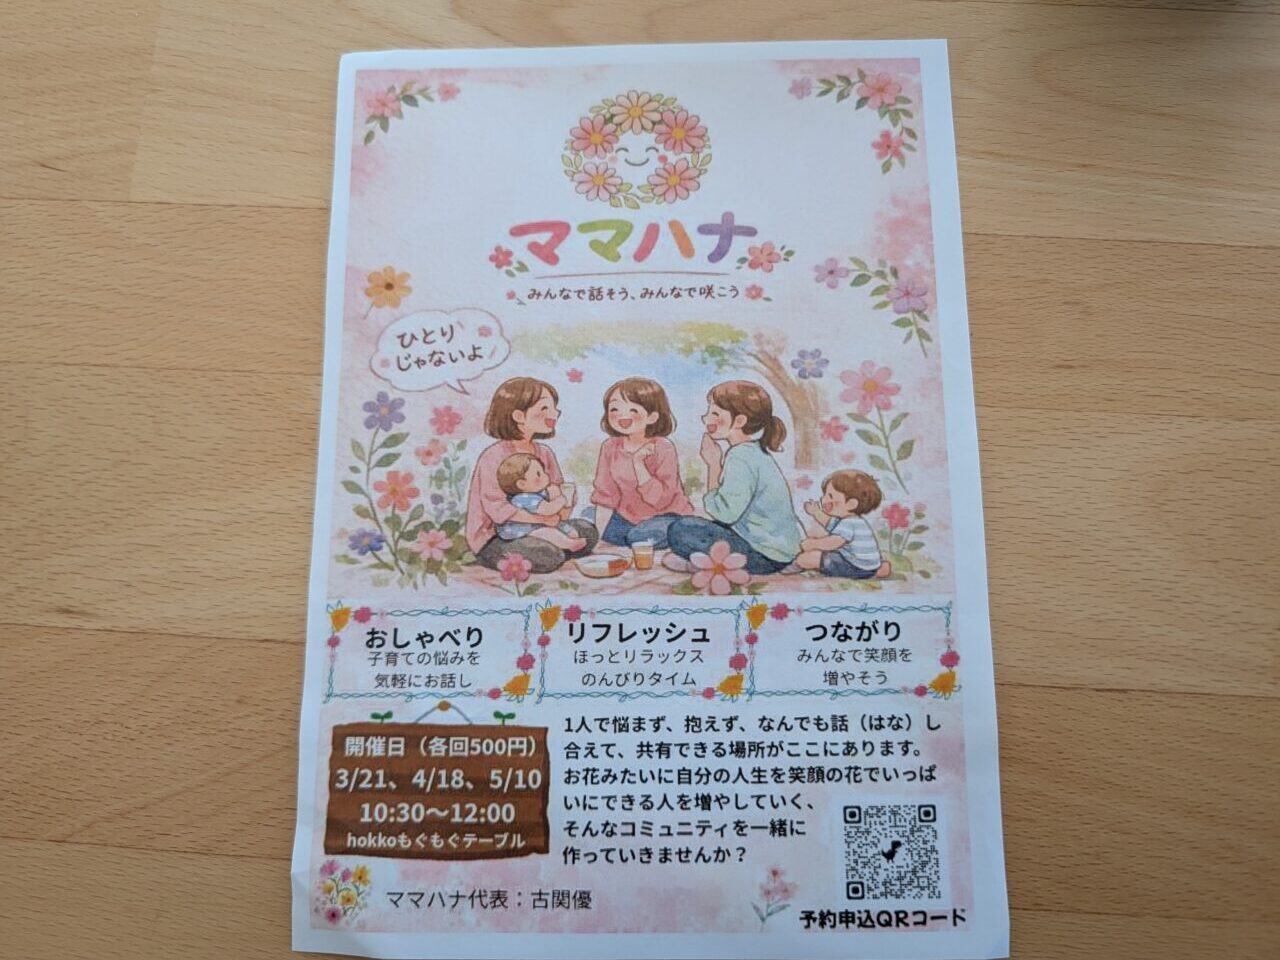 ママハナ
みんなで話そう、みんなで咲こう
ひとり
じゃないよ
おしゃべり
子育ての悩みを
気軽にお話し
リフレッシュ
ほっとリラックス
のんびりタイム
つながり
みんなで笑顔を
増やそう
開催日（各回500円）
3/21、4/18、5/10
10:30〜12:00
hokkoもぐもぐテーブル
1人で悩まず、抱えず、なんでも話（はな）し
合えて、共有できる場所がここにあります。
お花みたいに自分の人生を笑顔の花でいっぱ
いにできる人を増やしていく、
そんなコミュニティを一緒に
作っていきませんか？
ママハナ代表：古関優
予約申込QRコード